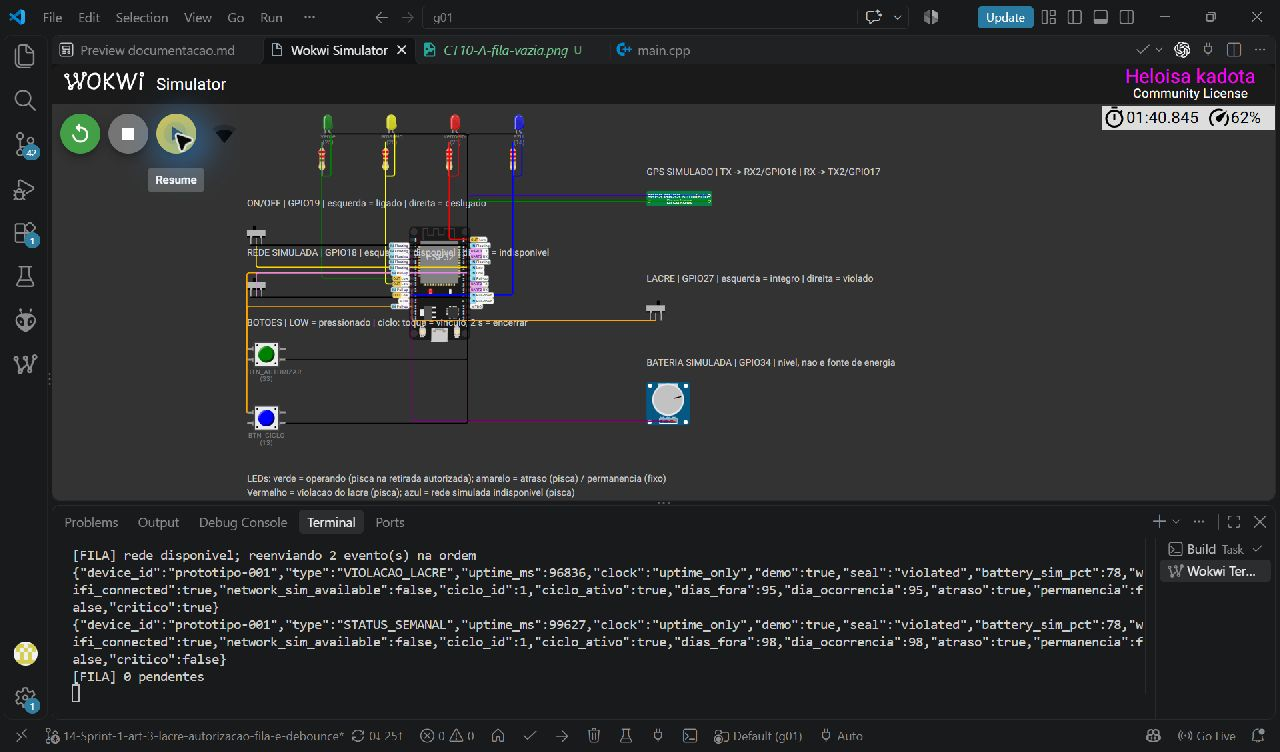 File Edit Selection View Go Run ··· g01 Update
Preview documentacao.md Wokwi Simulator CT10-A-fila-vazia.png U main.cpp
WOKWi Simulator
Heloisa kadota
Community License
01:40.845 62%
Resume
GPS SIMULADO | TX -> RX2/GPIO16 | RX -> TX2/GPIO17
ON/OFF | GPIO19 | esquerda = ligado | direita = desligado
REDE SIMULADA | GPIO18 | = indisponivel
LACRE | GPIO27 | esquerda = integro | direita = violado
BOTOES | LOW = pressionado | ciclo: toque = vinculo, 2 s = encerrar
BTN_AUTORIZAR
(33)
BATERIA SIMULADA | GPIO34 | nivel, nao e fonte de energia
BTN_CICLO
(13)
LEDs: verde = operando (pisca na retirada autorizada); amarelo = atraso (pisca) / permanencia (fixo)
Vermelho = violacao do lacre (pisca); azul = rede simulada indisponivel (pisca)
42
1
Problems Output Debug Console Terminal Ports
Build Task
Wokwi Ter...
[FILA] rede disponivel; reenviando 2 evento(s) na ordem
{"device_id":"prototipo-001","type":"VIOLACAO_LACRE","uptime_ms":96836,"clock":"uptime_only","demo":true,"seal":"violated","battery_sim_pct":78,"w
ifi_connected":true,"network_sim_available":false,"ciclo_id":1,"ciclo_ativo":true,"dias_fora":95,"dia_ocorrencia":95,"atraso":true,"permanencia":f
alse,"critico":true}
{"device_id":"prototipo-001","type":"STATUS_SEMANAL","uptime_ms":99627,"clock":"uptime_only","demo":true,"seal":"violated","battery_sim_pct":78,"w
ifi_connected":true,"network_sim_available":false,"ciclo_id":1,"ciclo_ativo":true,"dias_fora":98,"dia_ocorrencia":98,"atraso":true,"permanencia":f
alse,"critico":false}
[FILA] 0 pendentes
1
14-Sprint-1-art-3-lacre-autorizacao-fila-e-debounce* 0↓ 25↑ 0 0 Default (g01) Auto Go Live